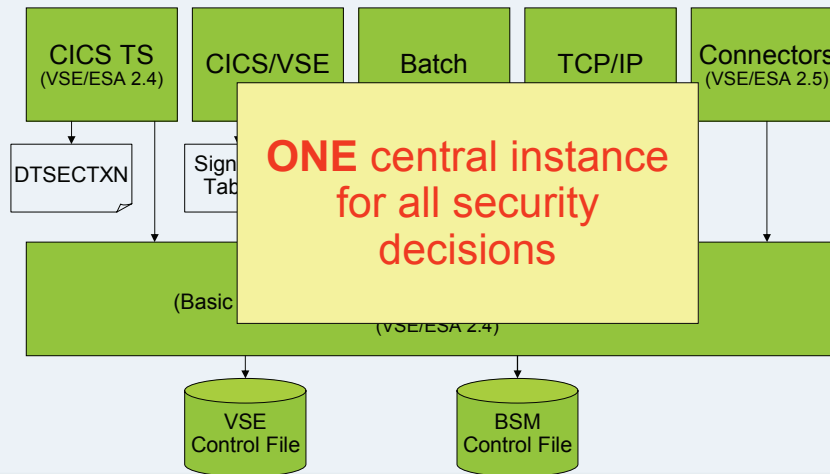 CICS TS
(VSE/ESA 2.4)
CICS/VSE
Batch
TCP/IP
Connectors
(VSE/ESA 2.5)
DTSECTXN
Sign
Tab
ONE central instance
for all security
decisions
(Basic
(VSE/ESA 2.4)
VSE
Control File
BSM
Control File